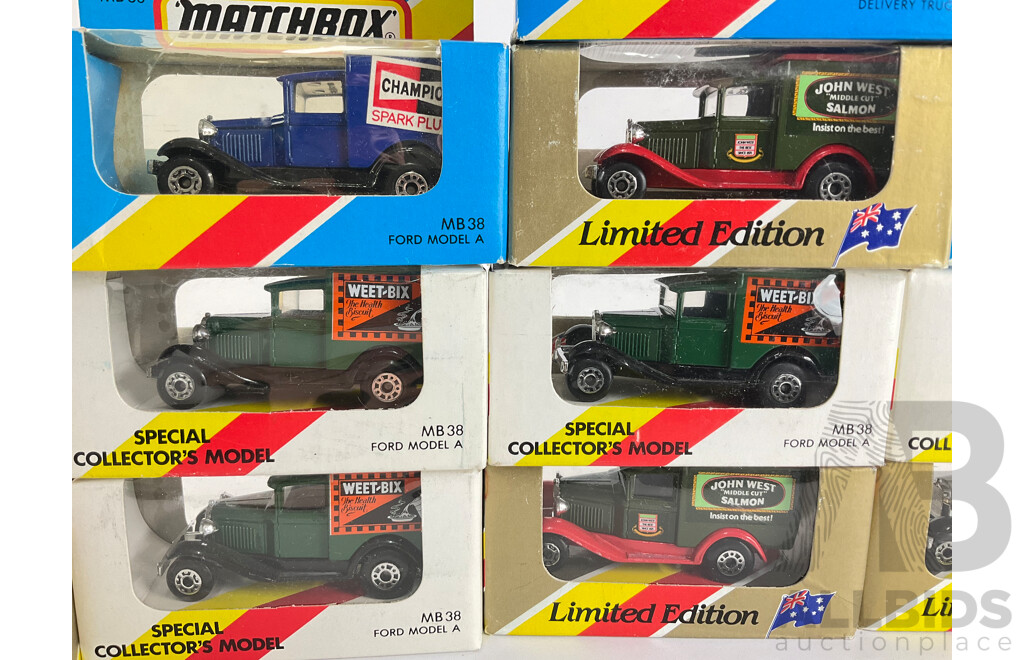 MATCHBOX®
DELIVERY TRUC
CHAMPIO
SPARK PLU
MB38
FORD MODEL A
JOHN WEST
"MIDDLE CUT"
SALMON
Insist on the best!
Limited Edition
WEET-BIX
The Health
Biscuit
SPECIAL
COLLECTOR'S MODEL
MB38
FORD MODEL A
WEET-BIX
The Health
Biscuit
SPECIAL
COLLECTOR'S MODEL
MB38
FORD MODEL A
COLL
WEET-BIX
The Health
Biscuit
SPECIAL
COLLECTOR'S MODEL
MB38
FORD MODEL A
JOHN WEST
"MIDDLE CUT"
SALMON
Insist on the best!
Limited Edition
Li
ALLBIDS
auctionplace